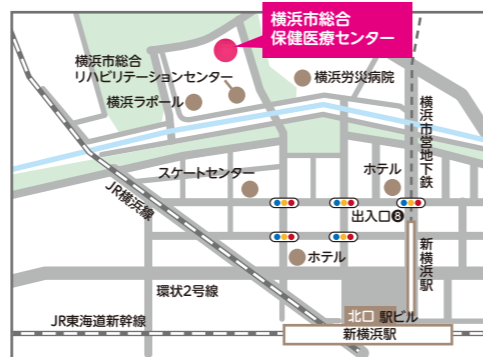 横浜市総合
保健医療センター
横浜市総合
リハビリテーションセンター
横浜労災病院
横浜ラポール
横浜市営地下鉄
スケートセンター
ホテル
JR横浜線
出入口❽
新横浜駅
ホテル
環状2号線
北口 駅ビル
JR東海道新幹線
新横浜駅